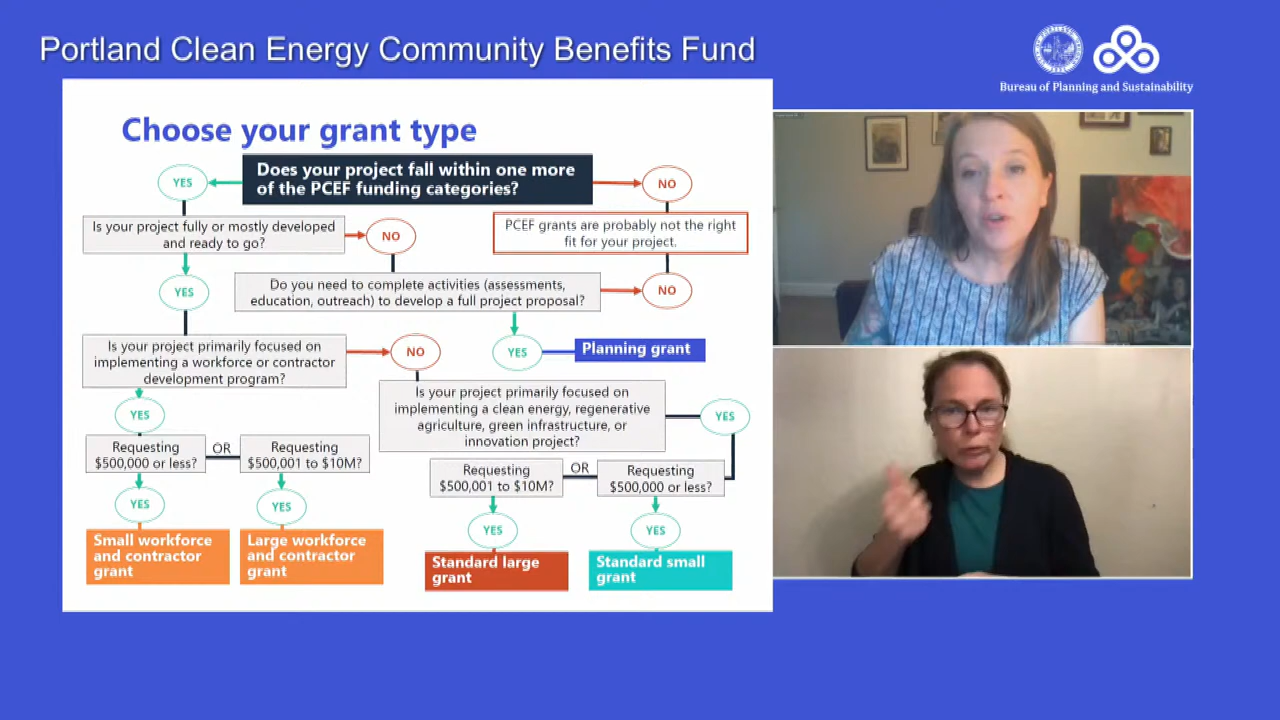 Portland Clean Energy Community Benefits Fund
Bureau of Planning and Sustainability
Choose your grant type
Does your project fall within one more
of the PCEF funding categories?
YES
NO
Is your project fully or mostly developed
and ready to go?
NO
PCEF grants are probably not the right
fit for your project.
YES
Do you need to complete activities (assessments,
education, outreach) to develop a full project proposal?
NO
Is your project primarily focused on
implementing a workforce or contractor
development program?
NO
YES
Planning grant
YES
Is your project primarily focused on
implementing a clean energy, regenerative
agriculture, green infrastructure, or
innovation project?
YES
Requesting
$500,000 or less?
OR
Requesting
$500,001 to $10M?
Requesting
$500,001 to $10M?
OR
Requesting
$500,000 or less?
YES
YES
YES
YES
Small workforce
and contractor
grant
Large workforce
and contractor
grant
Standard large
grant
Standard small
grant